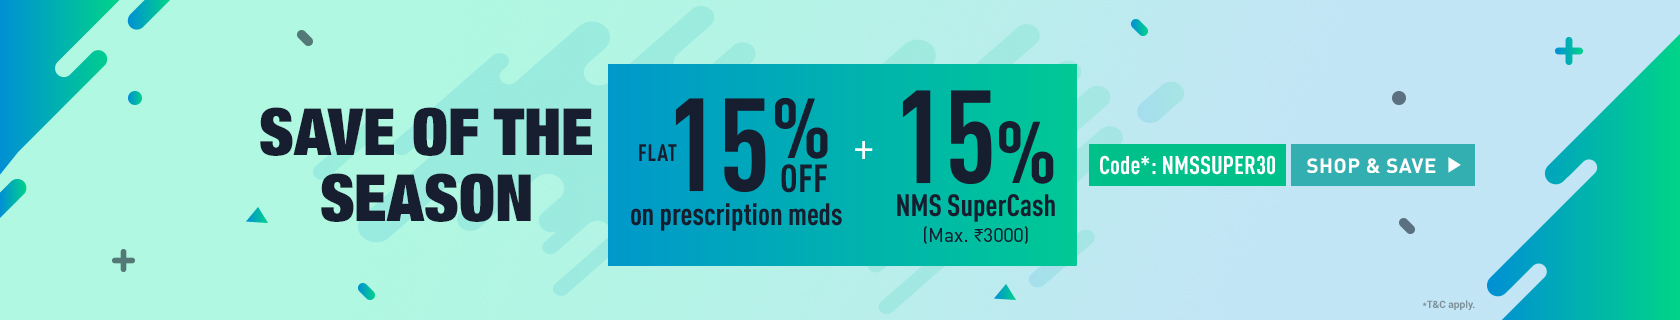 SAVE OF THE
SEASON
FLAT 15% OFF
on prescription meds
+
15%
NMS SuperCash
(Max. ₹3000)
Code*: NMSSUPER30
SHOP & SAVE ▶
*T&C apply.